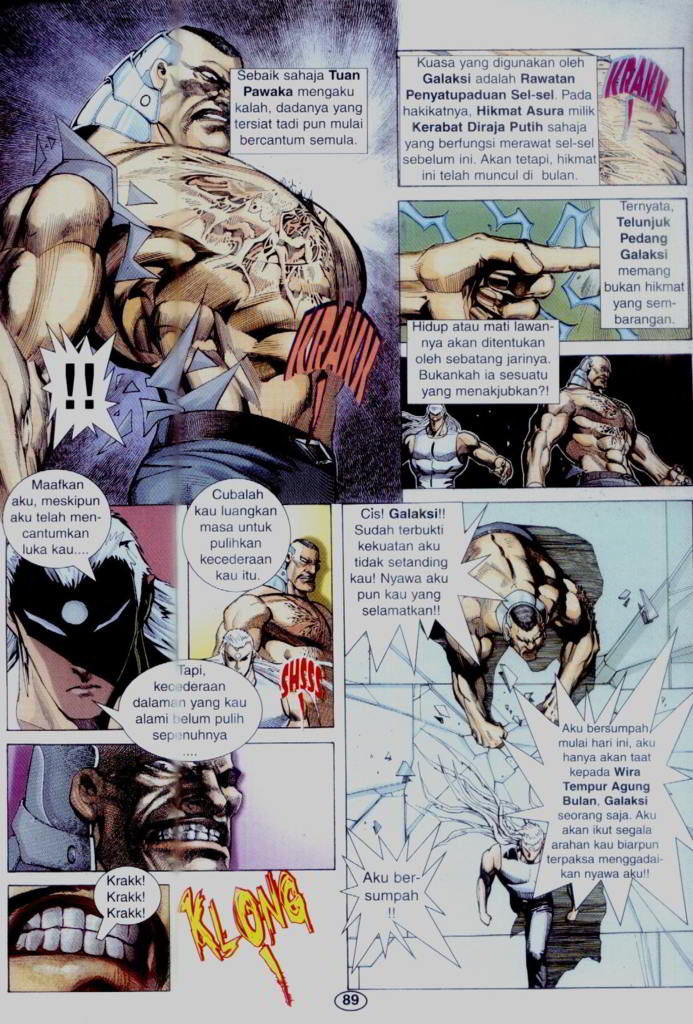 Sebaik sahaja Tuan
Pawaka mengaku
kalah, dadanya yang
tersiat tadi pun mulai
bercantum semula.
Kuasa yang digunakan oleh
Galaksi adalah Rawatan
Penyatupaduan Sel-sel. Pada
hakikatnya, Hikmat Asura milik
Kerabat Diraja Putih sahaja
yang berfungsi merawat sel-sel
sebelum ini. Akan tetapi, hikmat
ini telah muncul di bulan.
KRAKK
!
Ternyata,
Telunjuk
Pedang
Galaksi
memang
bukan hikmat
yang sem-
barangan.
Hidup atau mati lawan-
nya akan ditentukan
oleh sebatang jarinya.
Bukankah ia sesuatu
yang menakjubkan?!
KRAKK
!
!!
Maafkan
aku, meskipun
aku telah men-
cantumkan
luka kau....
Cubalah
kau luangkan
masa untuk
pulihkan
kecederaan
kau itu.
SHSSS
!
Tapi,
kecederaan
dalaman yang kau
alami belum pulih
sepenuhnya
....
Cis! Galaksi!!
Sudah terbukti
kekuatan aku
tidak setanding
kau! Nyawa aku
pun kau yang
selamatkan!!
Aku bersumpah,
mulai hari ini, aku
hanya akan taat
kepada Wira
Tempur Agung
Bulan, Galaksi
seorang saja. Aku
akan ikut segala
arahan kau biarpun
terpaksa menggadai-
kan nyawa aku!!
Aku ber-
sumpah
!!
Krakk!
Krakk!
Krakk!
KLONG
!
89